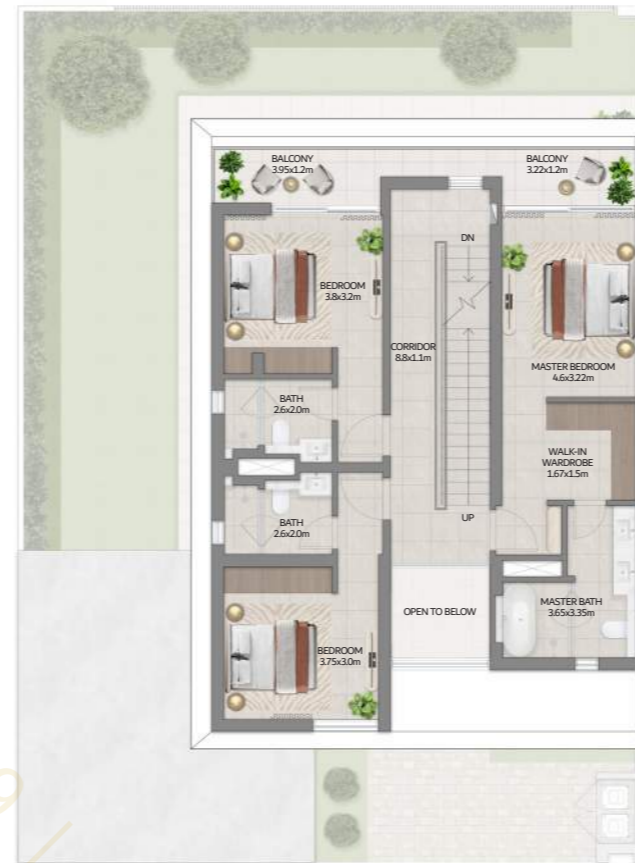 BALCONY
3.95x1.2m
BALCONY
3.22x1.2m
DN
BEDROOM
3.8x3.2m
CORRIDOR
8.8x1.1m
MASTER BEDROOM
4.6x3.22m
BATH
2.6x2.0m
WALK-IN
WARDROBE
1.67x1.5m
UP
BATH
2.6x2.0m
MASTER BATH
3.65x3.35m
OPEN TO BELOW
BEDROOM
3.75x3.0m